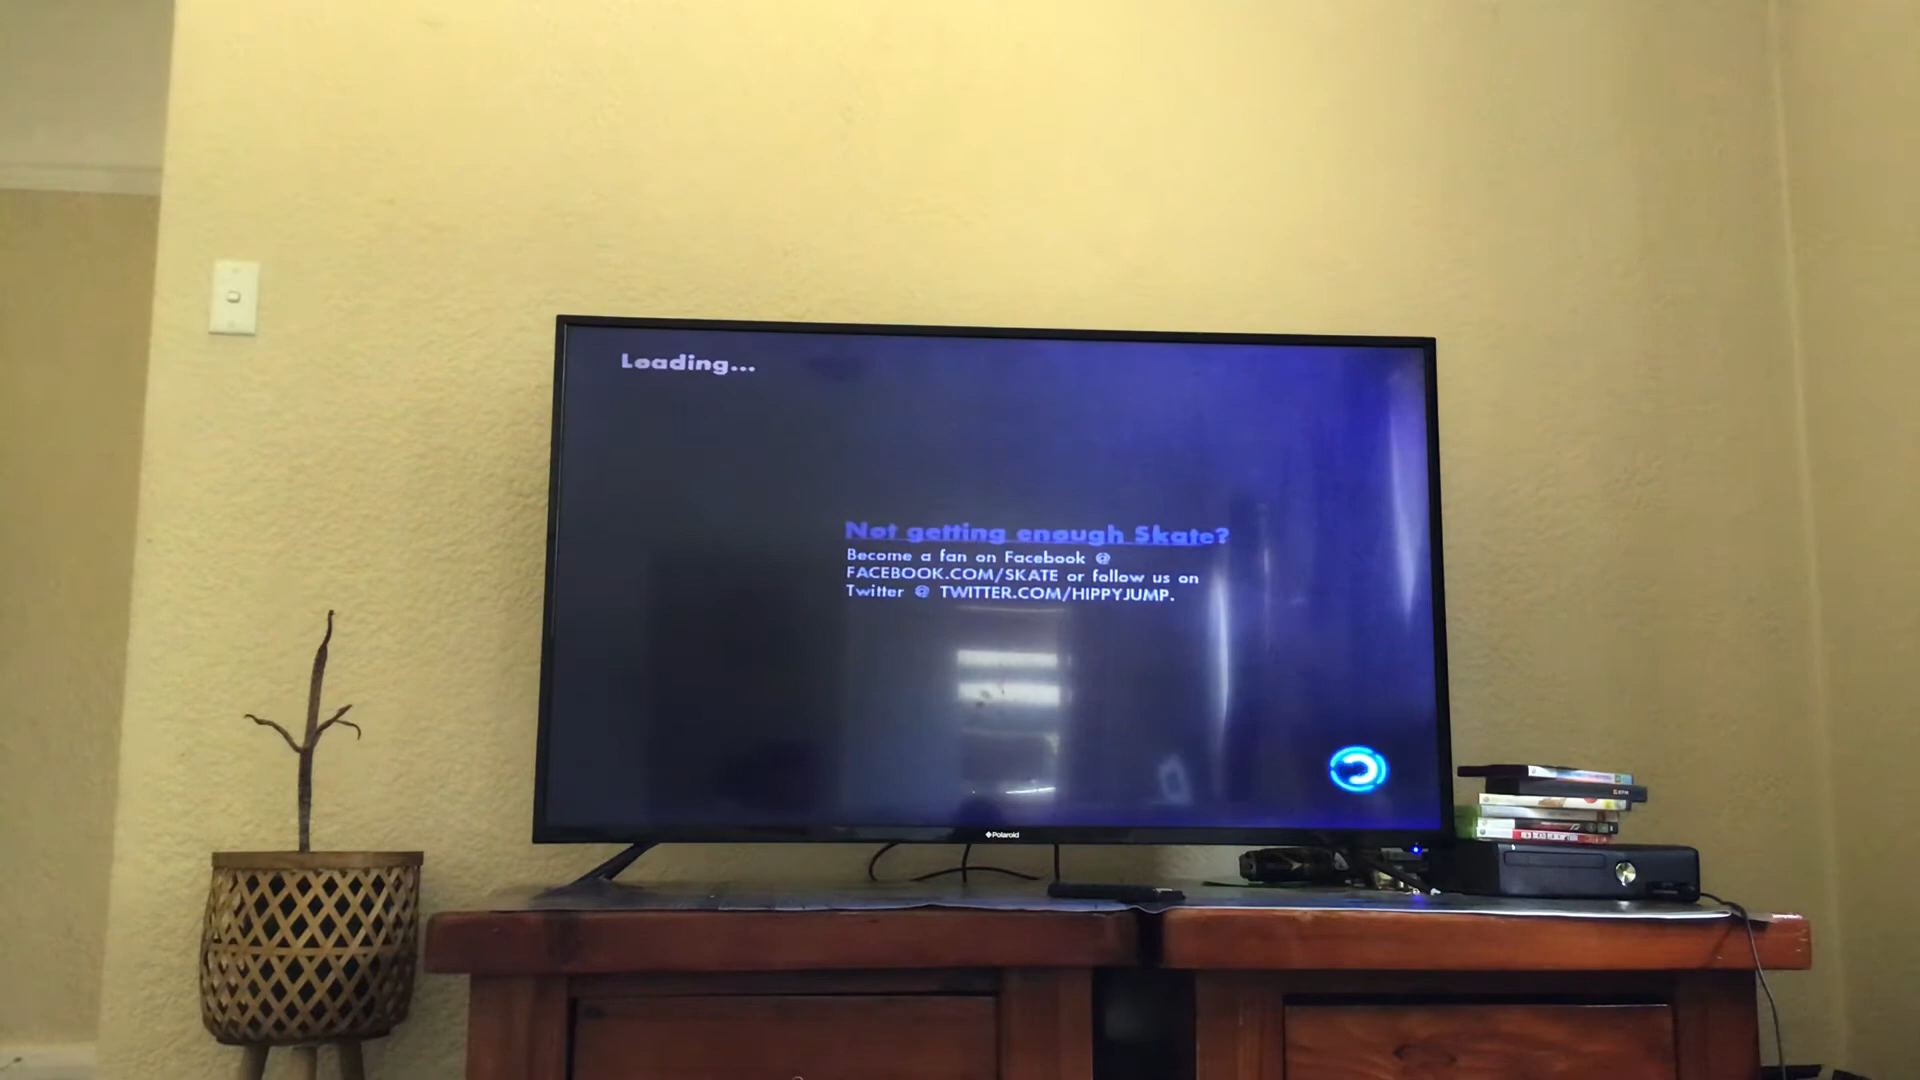 Loading...
Not getting enough Skate?
Become a fan on Facebook @
FACEBOOK.COM/SKATE or follow us on
Twitter @ TWITTER.COM/HIPPYJUMP.
Polaroid